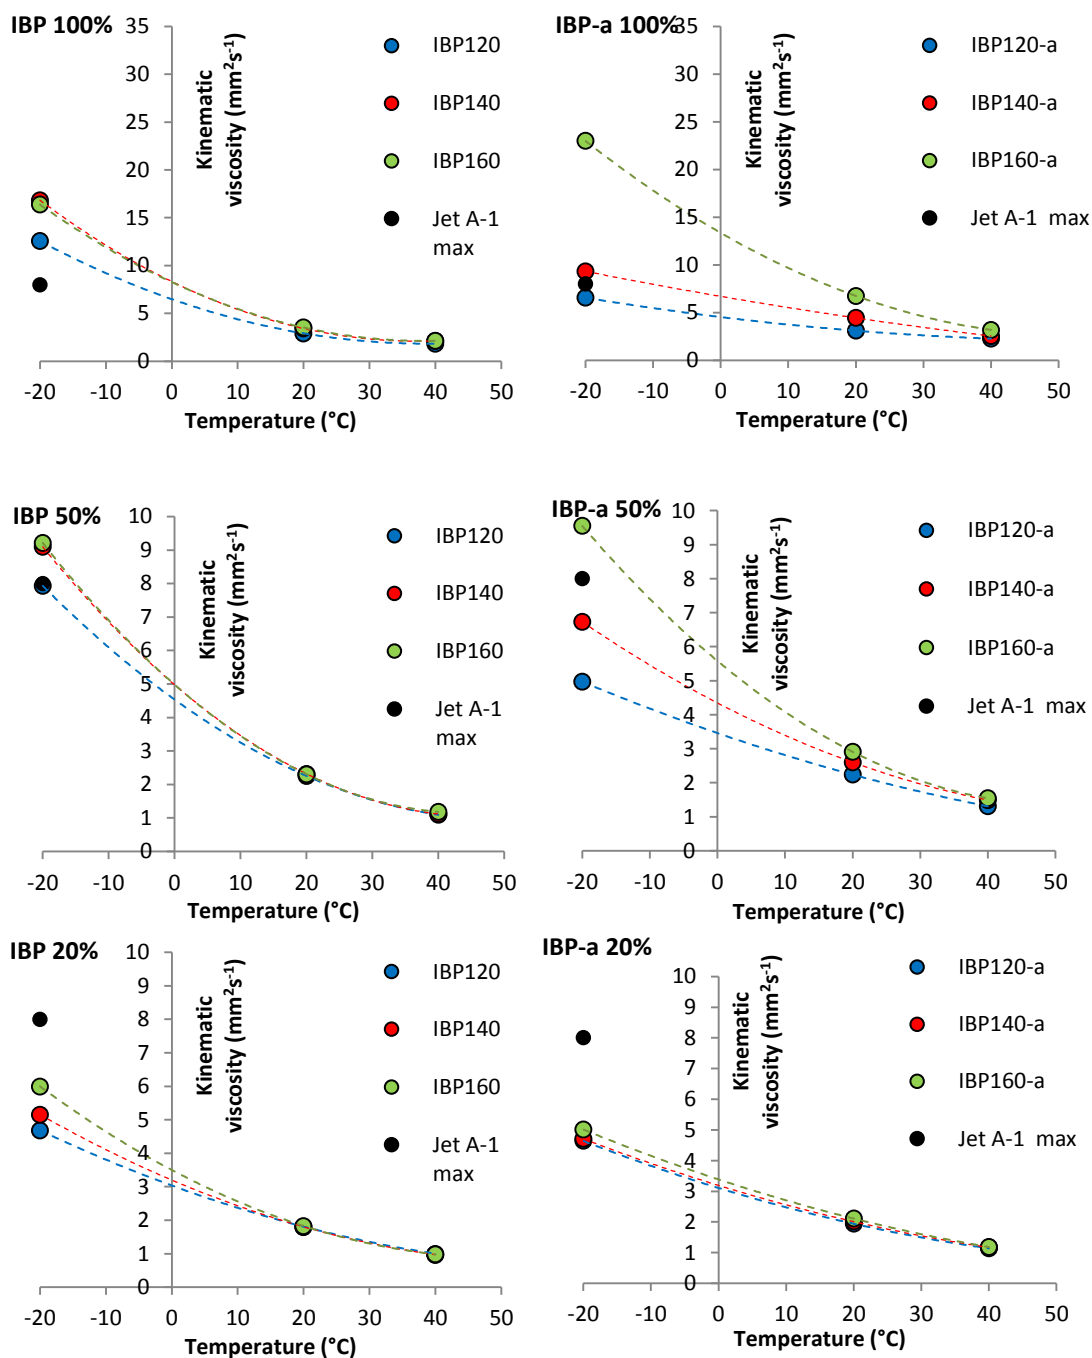 IBP 100%
35
30
25
20
15
10
5
0
Kinematic
viscosity (mm²s⁻¹)
IBP120
IBP140
IBP160
Jet A-1
max
-20 -10 0 10 20 30 40 50
Temperature (°C)
IBP-a 100%
35
30
25
20
15
10
5
0
Kinematic
viscosity (mm²s⁻¹)
IBP120-a
IBP140-a
IBP160-a
Jet A-1 max
-20 -10 0 10 20 30 40 50
Temperature (°C)
IBP 50%
10
9
8
7
6
5
4
3
2
1
0
Kinematic
viscosity (mm²s⁻¹)
IBP120
IBP140
IBP160
Jet A-1
max
-20 -10 0 10 20 30 40 50
Temperature (°C)
IBP-a 50%
10
9
8
7
6
5
4
3
2
1
0
Kinematic
viscosity (mm²s⁻¹)
IBP120-a
IBP140-a
IBP160-a
Jet A-1 max
-20 -10 0 10 20 30 40 50
Temperature (°C)
IBP 20%
10
9
8
7
6
5
4
3
2
1
0
Kinematic
viscosity (mm²s⁻¹)
IBP120
IBP140
IBP160
Jet A-1
max
-20 -10 0 10 20 30 40 50
Temperature (°C)
IBP-a 20%
10
9
8
7
6
5
4
3
2
1
0
Kinematic
viscosity (mm²s⁻¹)
IBP120-a
IBP140-a
IBP160-a
Jet A-1 max
-20 -10 0 10 20 30 40 50
Temperature (°C)